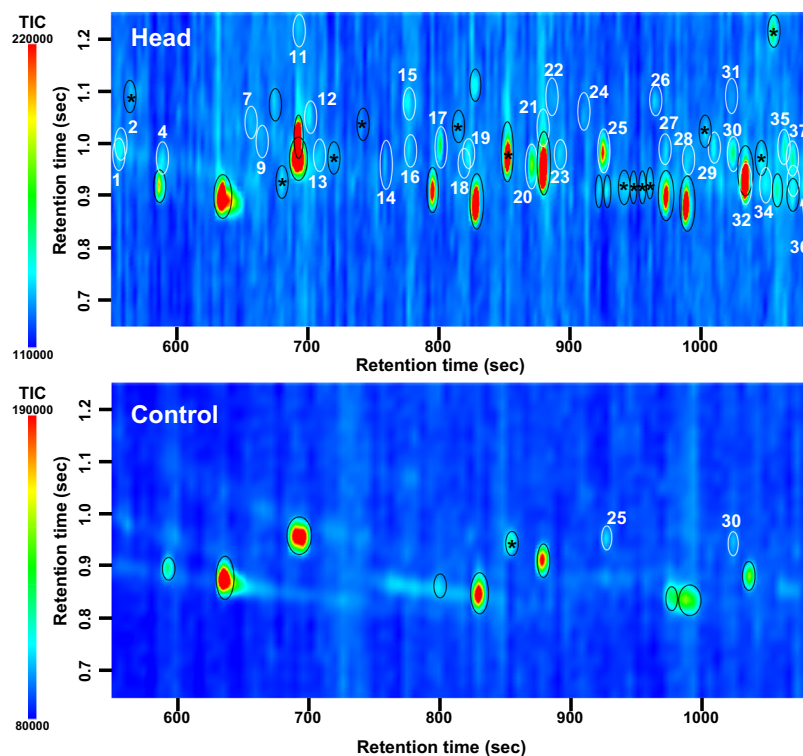 TIC
220000
110000
Head
Retention time (sec)
1.2
1.1
1.0
0.9
0.8
0.7
600 700 800 900 1000
Retention time (sec)
1 2 4 7 9 11 12 13 14 15 16 17 18 19 20 21 22 23 24 25 26 27 28 29 30 31 32 34 35 37
* * * * * * * * * * * * *
TIC
190000
80000
Control
Retention time (sec)
1.2
1.1
1.0
0.9
0.8
0.7
600 700 800 900 1000
Retention time (sec)
*
25
30